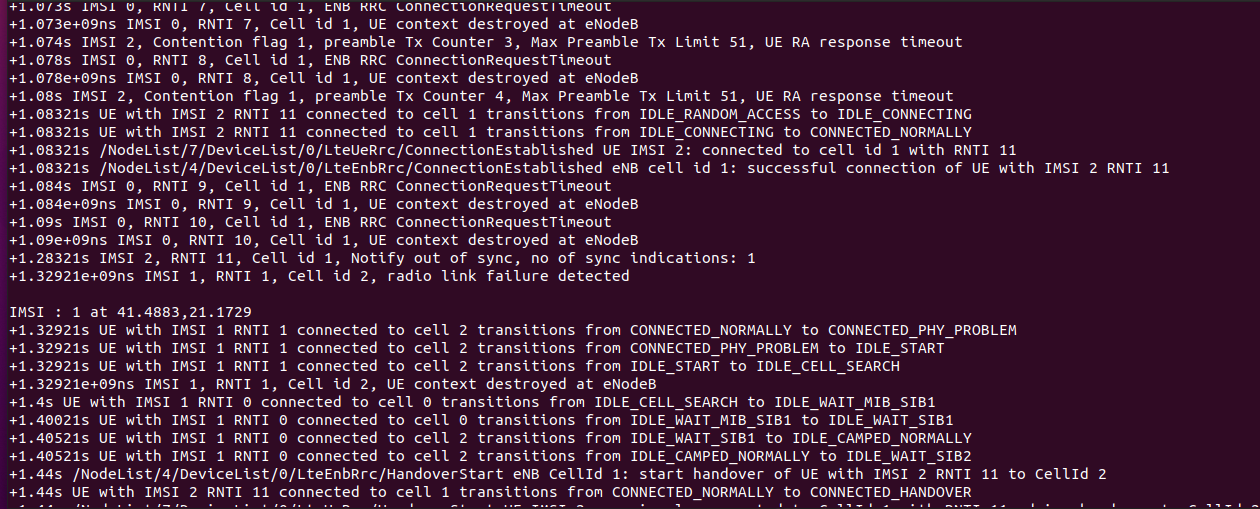 +1.073s IMSI 0, RNTI 7, Cell id 1, ENB RRC ConnectionRequestTimeout
+1.073e+09ns IMSI 0, RNTI 7, Cell id 1, UE context destroyed at eNodeB
+1.074s IMSI 2, Contention flag 1, preamble Tx Counter 3, Max Preamble Tx Limit 51, UE RA response timeout
+1.078s IMSI 0, RNTI 8, Cell id 1, ENB RRC ConnectionRequestTimeout
+1.078e+09ns IMSI 0, RNTI 8, Cell id 1, UE context destroyed at eNodeB
+1.08s IMSI 2, Contention flag 1, preamble Tx Counter 4, Max Preamble Tx Limit 51, UE RA response timeout
+1.08321s UE with IMSI 2 RNTI 11 connected to cell 1 transitions from IDLE_RANDOM_ACCESS to IDLE_CONNECTING
+1.08321s UE with IMSI 2 RNTI 11 connected to cell 1 transitions from IDLE_CONNECTING to CONNECTED_NORMALLY
+1.08321s /NodeList/7/DeviceList/0/LteUeRrc/ConnectionEstablished UE IMSI 2: connected to cell id 1 with RNTI 11
+1.08321s /NodeList/4/DeviceList/0/LteEnbRrc/ConnectionEstablished eNB cell id 1: successful connection of UE with IMSI 2 RNTI 11
+1.084s IMSI 0, RNTI 9, Cell id 1, ENB RRC ConnectionRequestTimeout
+1.084e+09ns IMSI 0, RNTI 9, Cell id 1, UE context destroyed at eNodeB
+1.09s IMSI 0, RNTI 10, Cell id 1, ENB RRC ConnectionRequestTimeout
+1.09e+09ns IMSI 0, RNTI 10, Cell id 1, UE context destroyed at eNodeB
+1.28321s IMSI 2, RNTI 11, Cell id 1, Notify out of sync, no of sync indications: 1
+1.32921e+09ns IMSI 1, RNTI 1, Cell id 2, radio link failure detected
IMSI : 1 at 41.4883,21.1729
+1.32921s UE with IMSI 1 RNTI 1 connected to cell 2 transitions from CONNECTED_NORMALLY to CONNECTED_PHY_PROBLEM
+1.32921s UE with IMSI 1 RNTI 1 connected to cell 2 transitions from CONNECTED_PHY_PROBLEM to IDLE_START
+1.32921s UE with IMSI 1 RNTI 1 connected to cell 2 transitions from IDLE_START to IDLE_CELL_SEARCH
+1.32921e+09ns IMSI 1, RNTI 1, Cell id 2, UE context destroyed at eNodeB
+1.4s UE with IMSI 1 RNTI 0 connected to cell 0 transitions from IDLE_CELL_SEARCH to IDLE_WAIT_MIB_SIB1
+1.40021s UE with IMSI 1 RNTI 0 connected to cell 0 transitions from IDLE_WAIT_MIB_SIB1 to IDLE_WAIT_SIB1
+1.40521s UE with IMSI 1 RNTI 0 connected to cell 2 transitions from IDLE_WAIT_SIB1 to IDLE_CAMPED_NORMALLY
+1.40521s UE with IMSI 1 RNTI 0 connected to cell 2 transitions from IDLE_CAMPED_NORMALLY to IDLE_WAIT_SIB2
+1.44s /NodeList/4/DeviceList/0/LteEnbRrc/HandoverStart eNB CellId 1: start handover of UE with IMSI 2 RNTI 11 to CellId 2
+1.44s UE with IMSI 2 RNTI 11 connected to cell 1 transitions from CONNECTED_NORMALLY to CONNECTED_HANDOVER